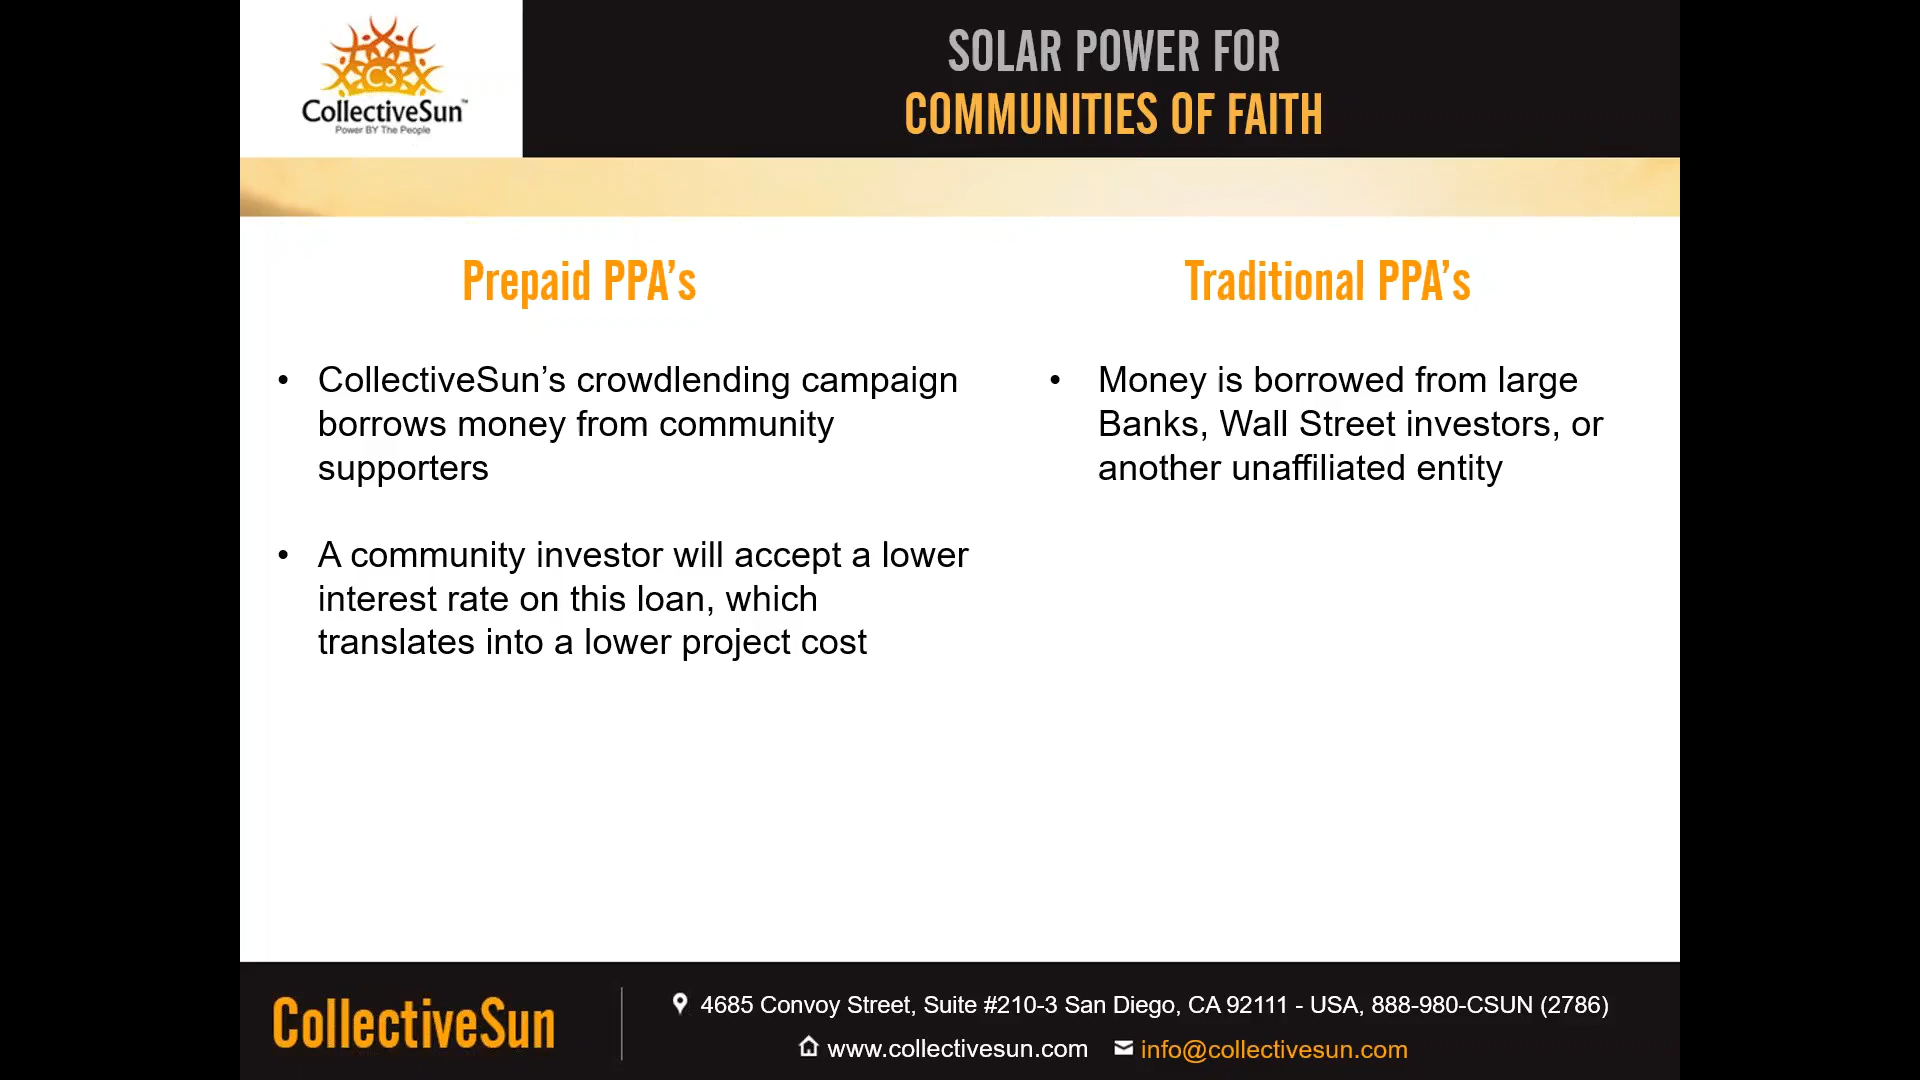 CS
CollectiveSun™
Power BY The People
SOLAR POWER FOR
COMMUNITIES OF FAITH
Prepaid PPA’s
• CollectiveSun’s crowdlending campaign
borrows money from community
supporters
• A community investor will accept a lower
interest rate on this loan, which
translates into a lower project cost
Traditional PPA’s
• Money is borrowed from large
Banks, Wall Street investors, or
another unaffiliated entity
CollectiveSun
4685 Convoy Street, Suite #210-3 San Diego, CA 92111 - USA, 888-980-CSUN (2786)
www.collectivesun.com info@collectivesun.com